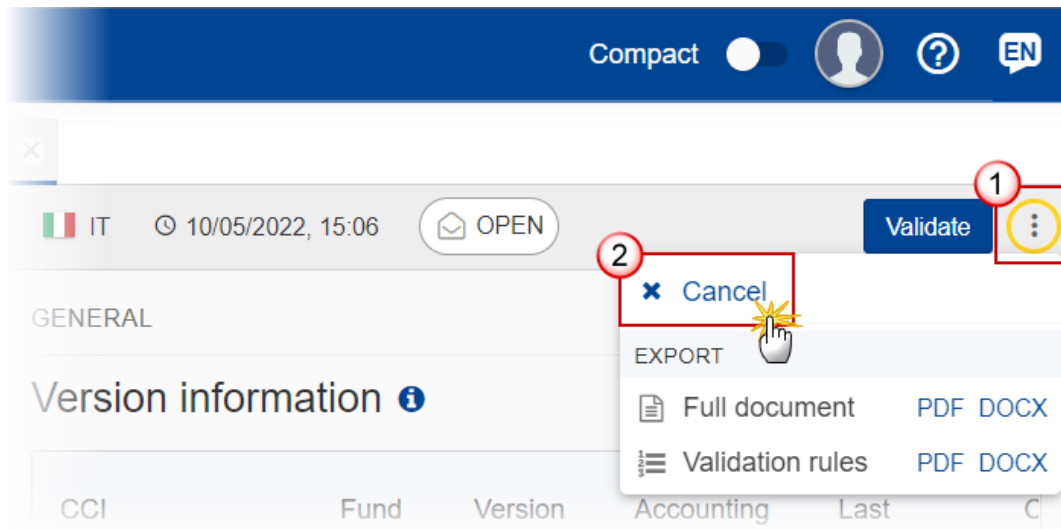 Compact EN
1
IT 10/05/2022, 15:06 OPEN Validate
2
Cancel
GENERAL
EXPORT
Version information
Full document PDF DOCX
Validation rules PDF DOCX
CCI Fund Version Accounting Last C